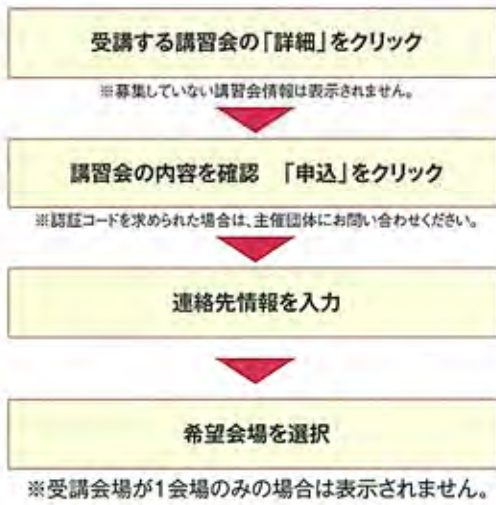 受講する講習会の「詳細」をクリック
※募集していない講習会情報は表示されません。
講習会の内容を確認　「申込」をクリック
※認証コードを求められた場合は、主催団体にお問い合わせください。
連絡先情報を入力
希望会場を選択
※受講会場が1会場のみの場合は表示されません。